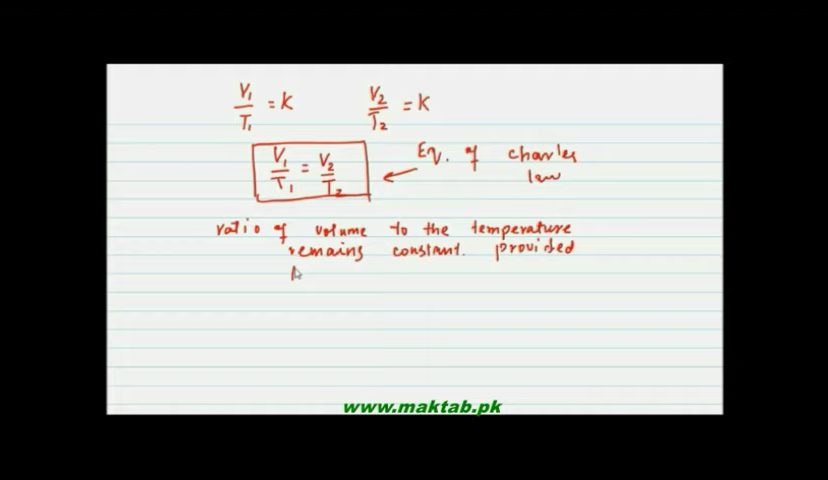 V₁/T₁ = K   V₂/T₂ = K
V₁/T₁ = V₂/T₂ ← Eq. of charles
law
ratio of volume to the temperature
remains constant. provided
www.maktab.pk